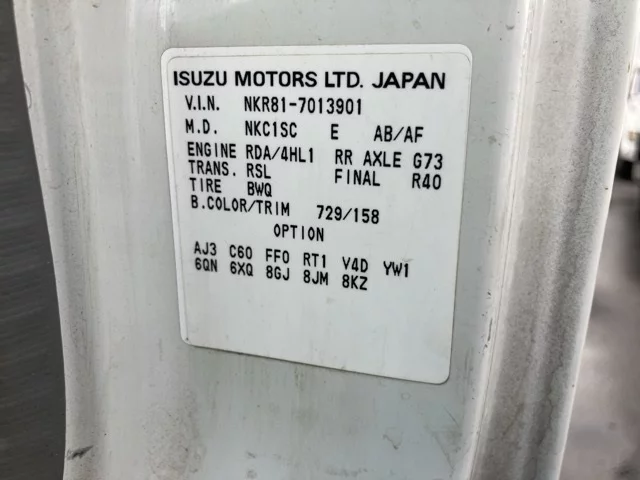 ISUZU MOTORS LTD. JAPAN
V.I.N. NKR81-7013901
M.D. NKC1SC E AB/AF
ENGINE RDA/4HL1 RR AXLE G73
TRANS. RSL FINAL R40
TIRE BWQ
B.COLOR/TRIM 729/158
OPTION
AJ3 C60 FF0 RT1 V4D YW1
6QN 6XQ 8GJ 8JM 8KZ